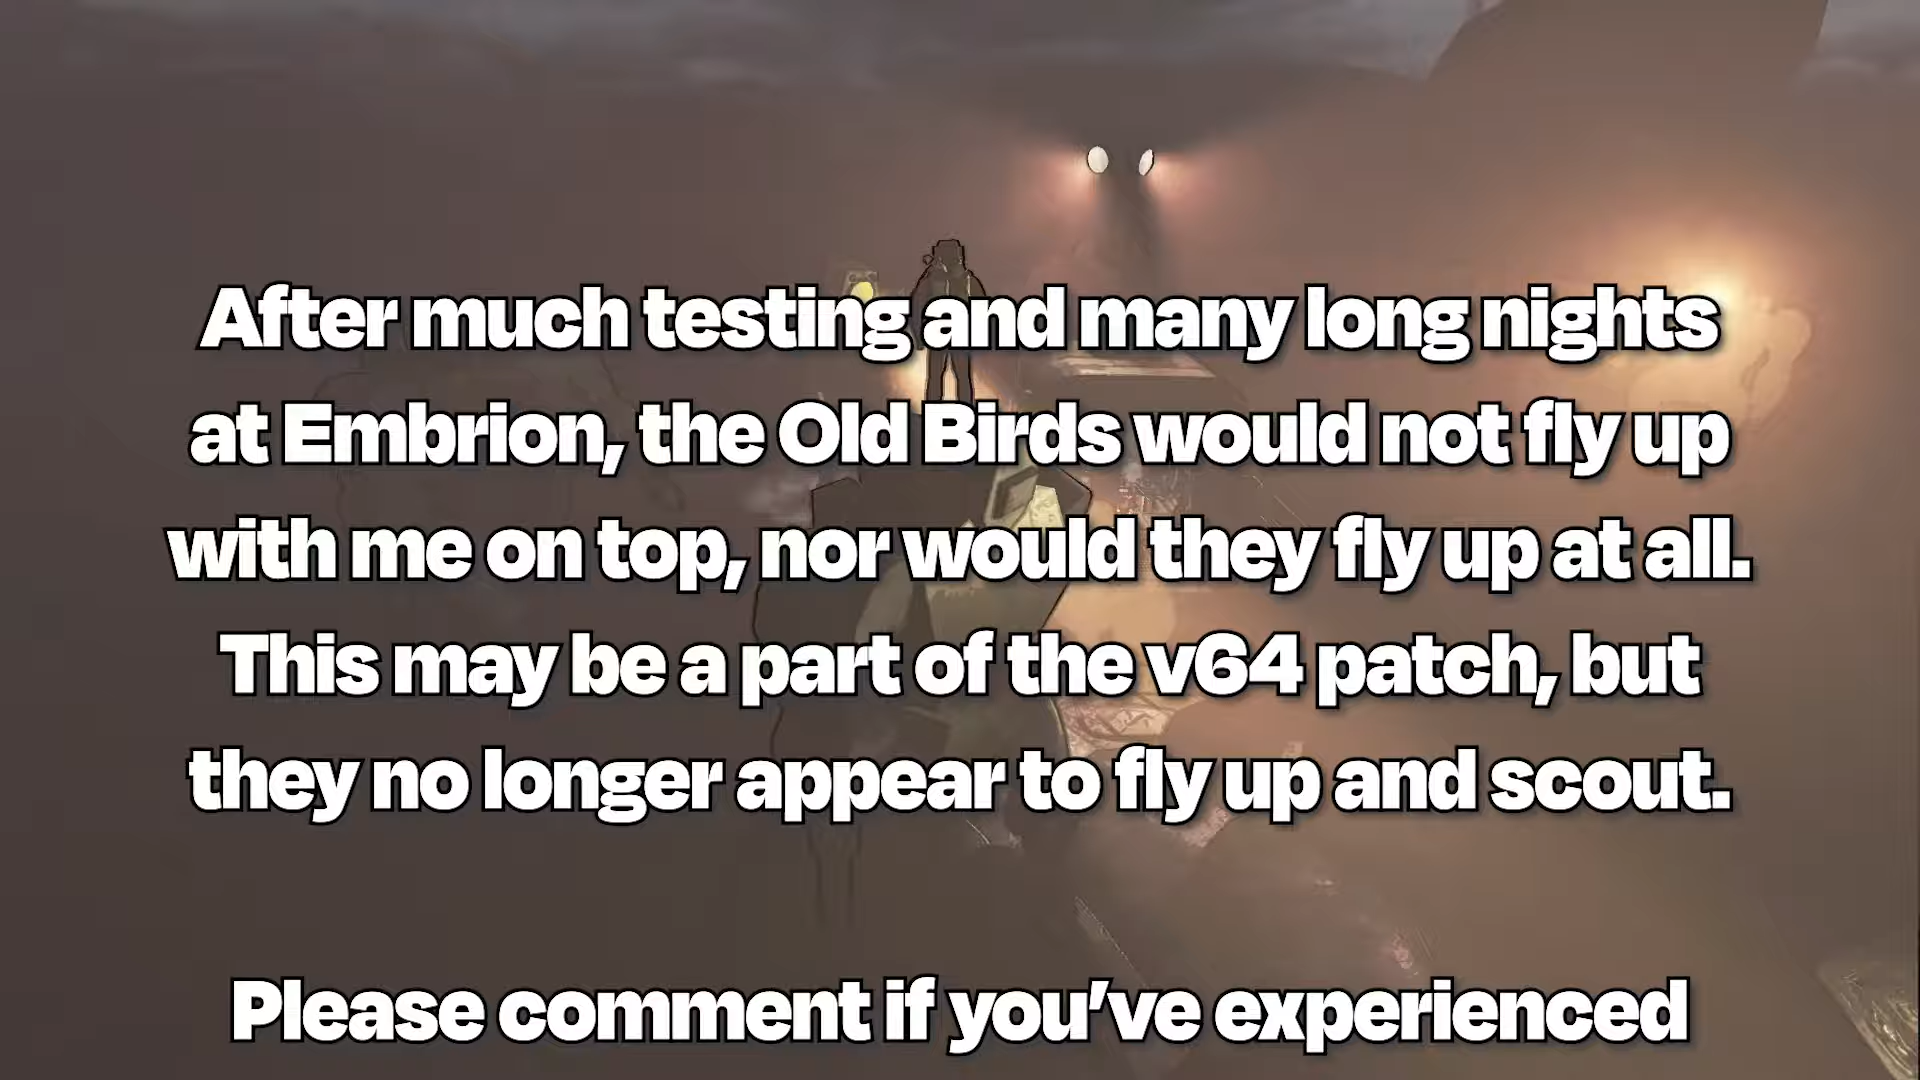 After much testing and many long nights
at Embrion, the Old Birds would not fly up
with me on top, nor would they fly up at all.
This may be a part of the v64 patch, but
they no longer appear to fly up and scout.
Please comment if you've experienced